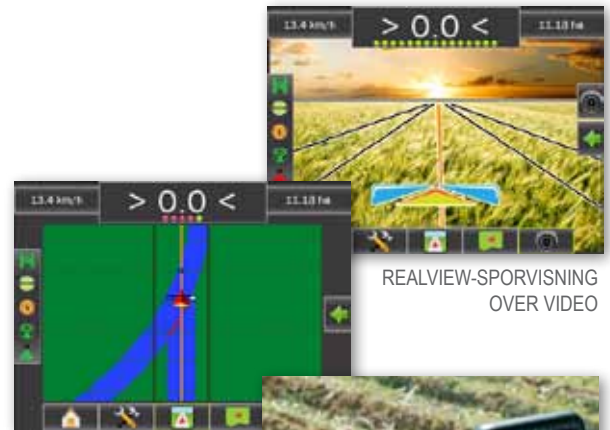 13.4 km/h
> 0.0 <
11.18 ha
REALVIEW-SPORVISNING
OVER VIDEO
13.4 km/h
> 0.0 <
11.18 ha